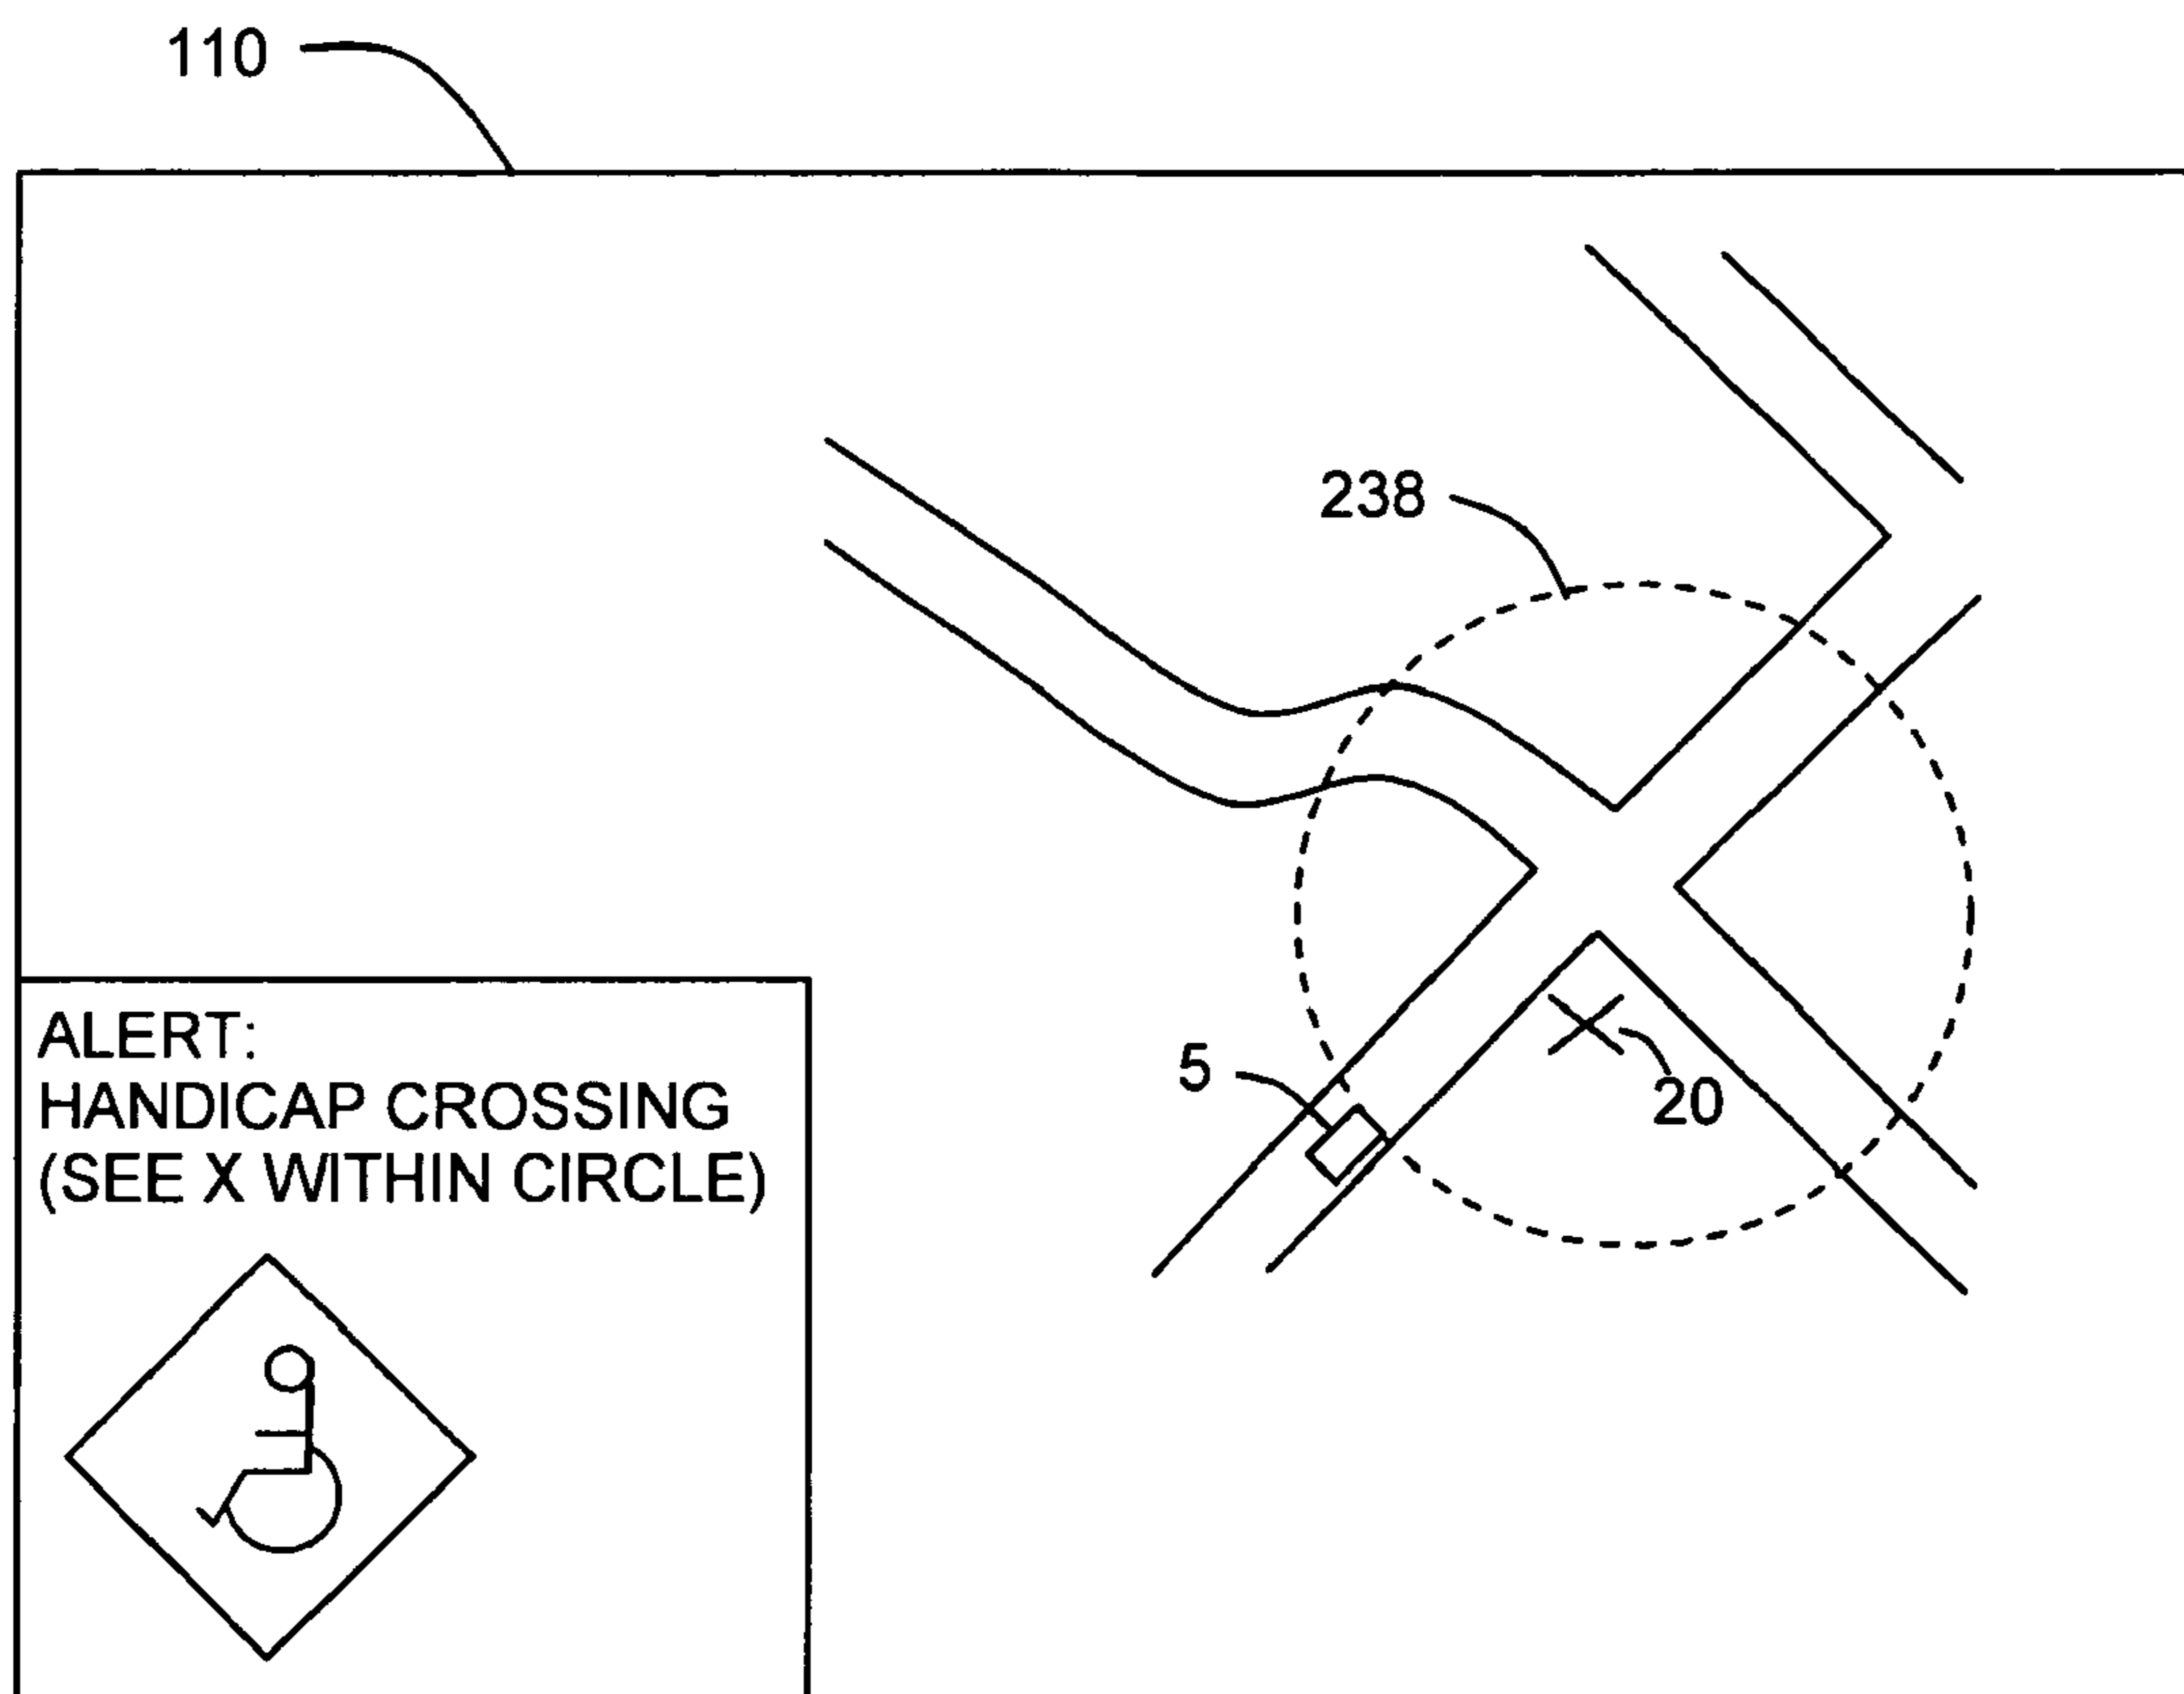 110
238
ALERT:
HANDICAP CROSSING
(SEE X WITHIN CIRCLE)
5
20